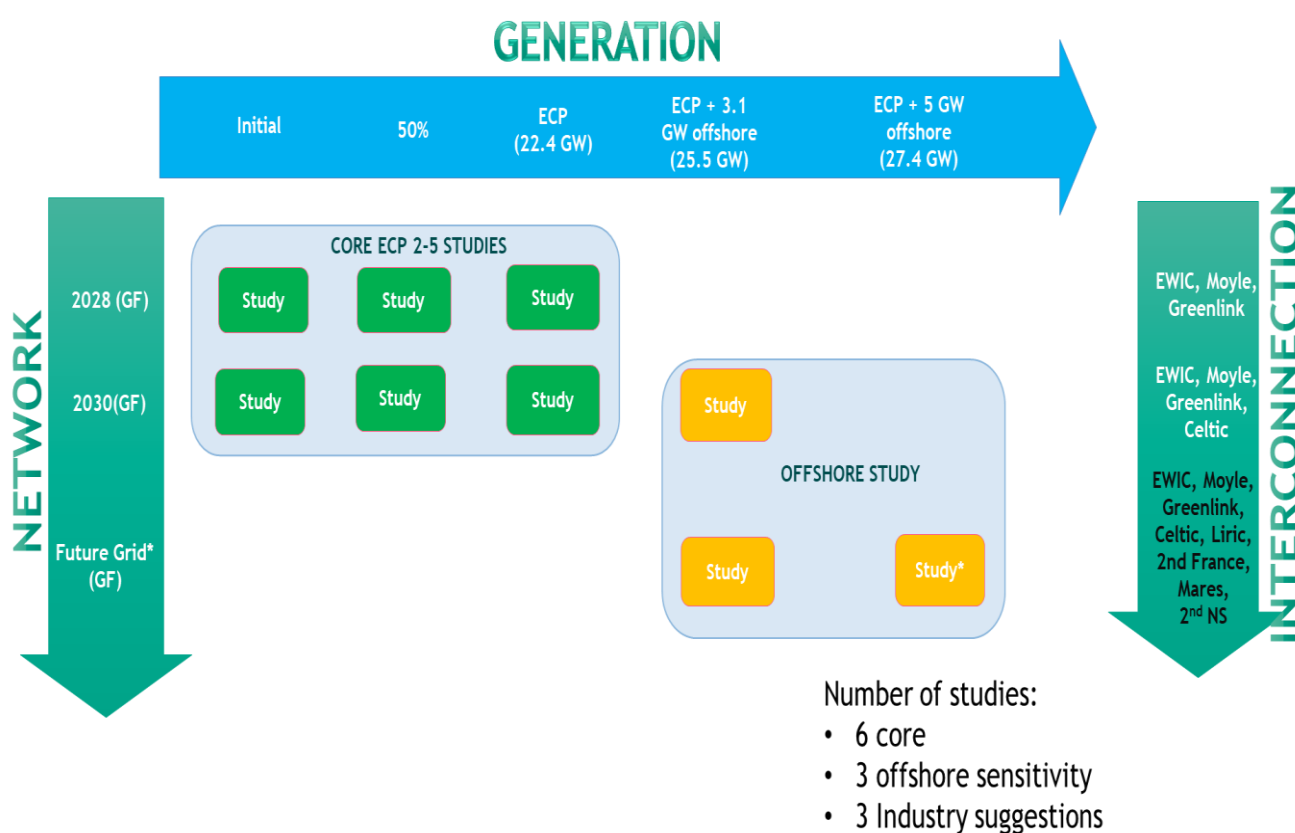 GENERATION
Initial
50%
ECP
(22.4 GW)
ECP + 3.1
GW offshore
(25.5 GW)
ECP + 5 GW
offshore
(27.4 GW)
NETWORK
2028 (GF)
2030(GF)
Future Grid*
(GF)
CORE ECP 2-5 STUDIES
Study
Study
Study
Study
Study
Study
Study
OFFSHORE STUDY
Study
Study*
EWIC, Moyle,
Greenlink
EWIC, Moyle,
Greenlink,
Celtic
EWIC, Moyle,
Greenlink,
Celtic, Liric,
2nd France,
Mares,
2nd NS
INTERCONNECTION
Number of studies:
• 6 core
• 3 offshore sensitivity
• 3 Industry suggestions